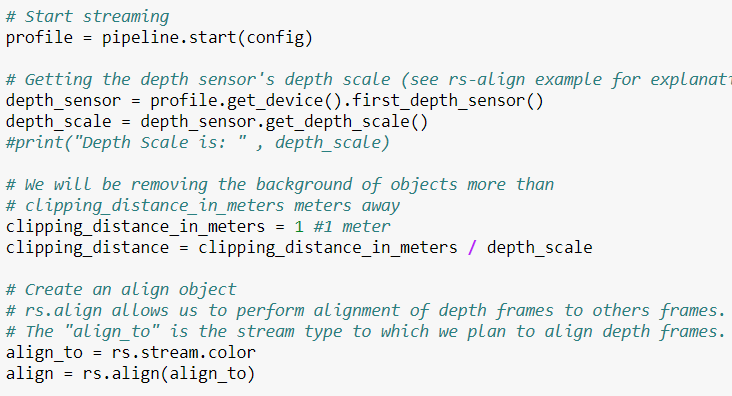 # Start streaming
profile = pipeline.start(config)
# Getting the depth sensor's depth scale (see rs-align example for
depth_sensor = profile.get_device().first_depth_sensor()
depth_scale = depth_sensor.get_depth_scale()
#print("Depth Scale is: " , depth_scale)
# We will be removing the background of objects more than
# clipping_distance_in_meters meters away
clipping_distance_in_meters = 1 #1 meter
clipping_distance = clipping_distance_in_meters / depth_scale
# Create an align object
# rs.align allows us to perform alignment of depth frames to others frames.
# The "align_to" is the stream type to which we plan to align depth frames.
align_to = rs.stream.color
align = rs.align(align_to)